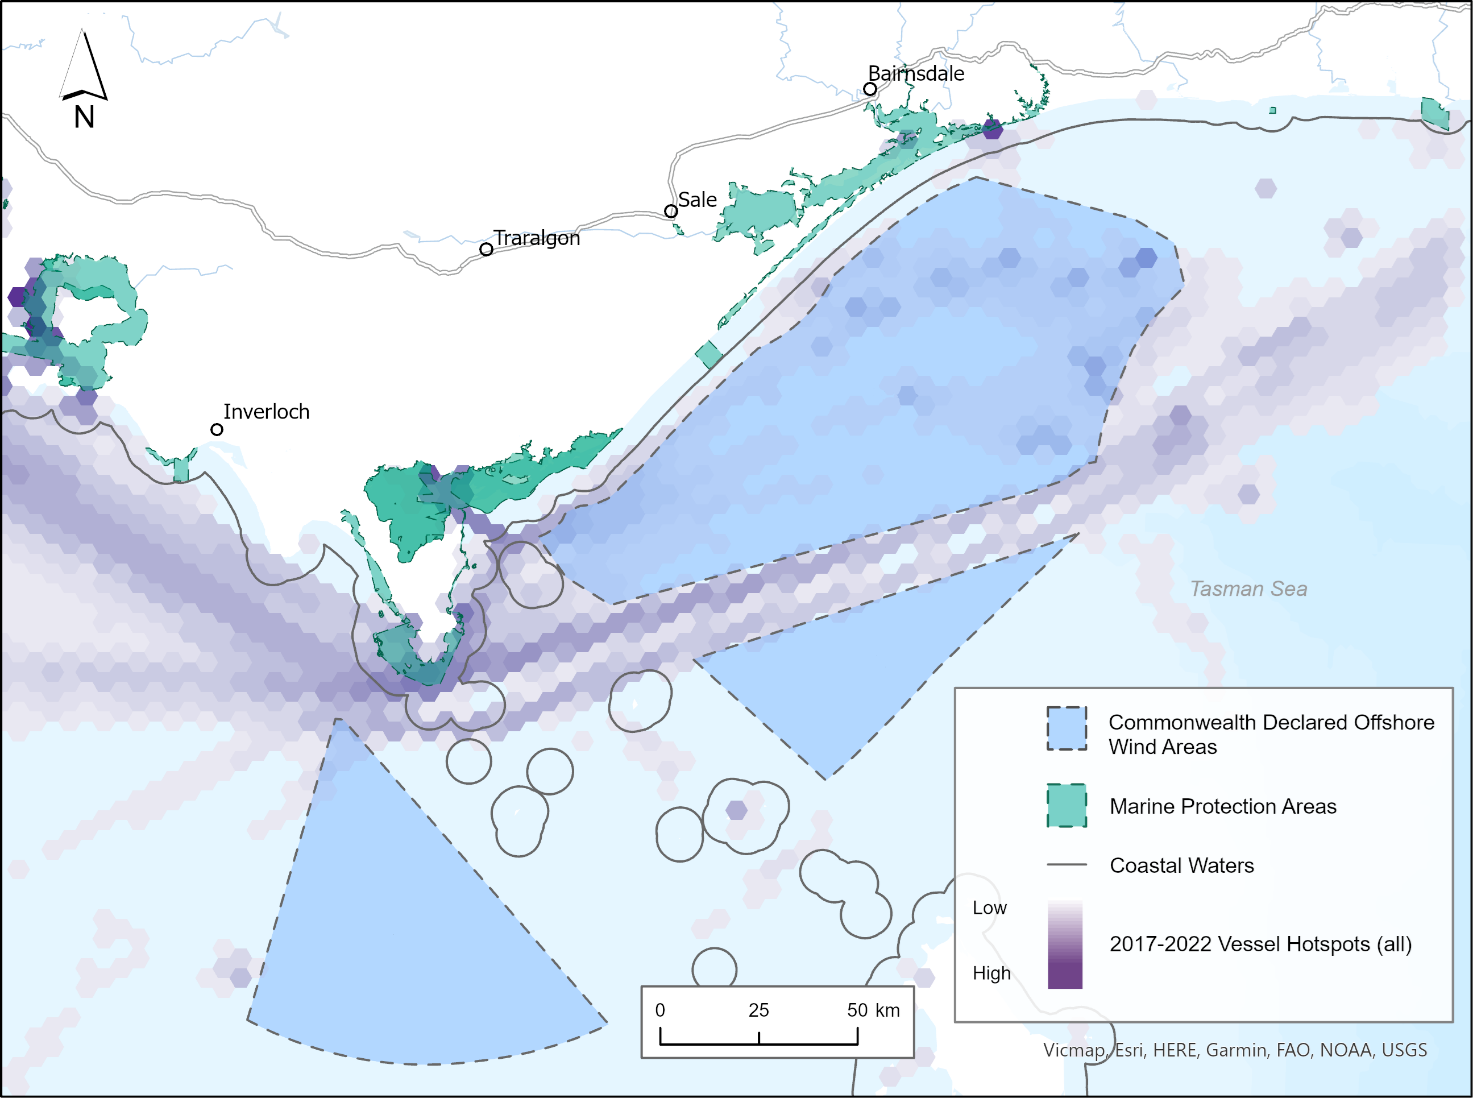 N
Bairnsdale
Sale
Traralgon
Inverloch
Tasman Sea
Commonwealth Declared Offshore
Wind Areas
Marine Protection Areas
Coastal Waters
Low
2017-2022 Vessel Hotspots (all)
High
0 25 50 km
Vicmap, Esri, HERE, Garmin, FAO, NOAA, USGS